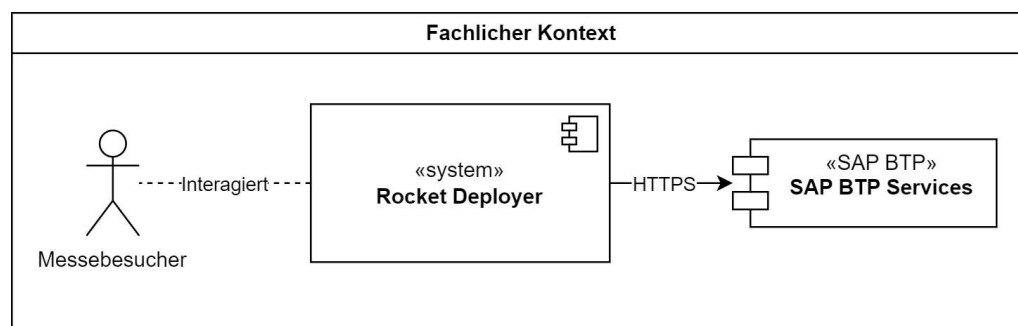 Fachlicher Kontext
«system»
Rocket Deployer
«SAP BTP»
SAP BTP Services
Interagiert
HTTPS
Messebesucher